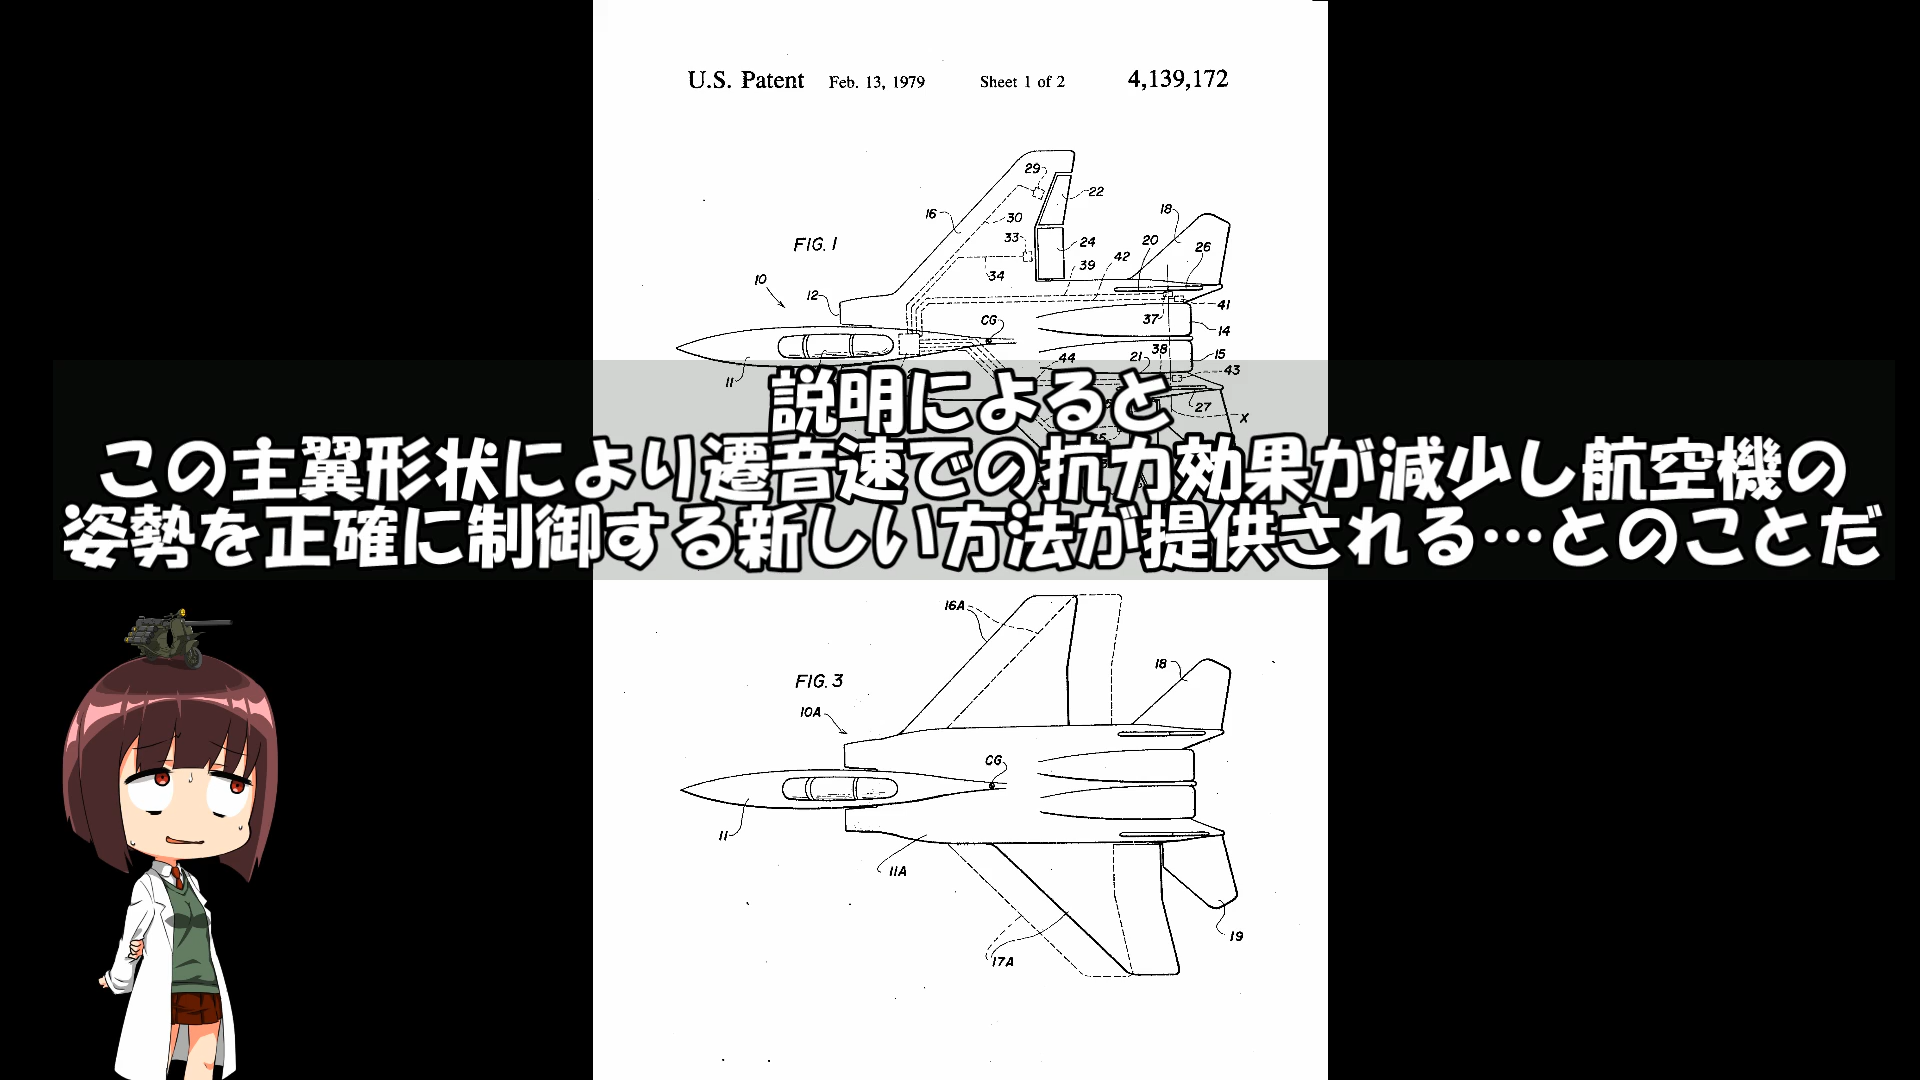 U.S. Patent Feb. 13, 1979 Sheet 1 of 2 4,139,172
29
22
16
30
18
33
24
20
26
FIG. 1
42
39
34
10
12
41
37
CG
14
38
15
44
21
43
11
27
X
説明によると
この主翼形状により遷音速での抗力効果が減少し航空機の
姿勢を正確に制御する新しい方法が提供される…とのことだ
16A
18
FIG. 3
10A
CG
11
11A
19
17A